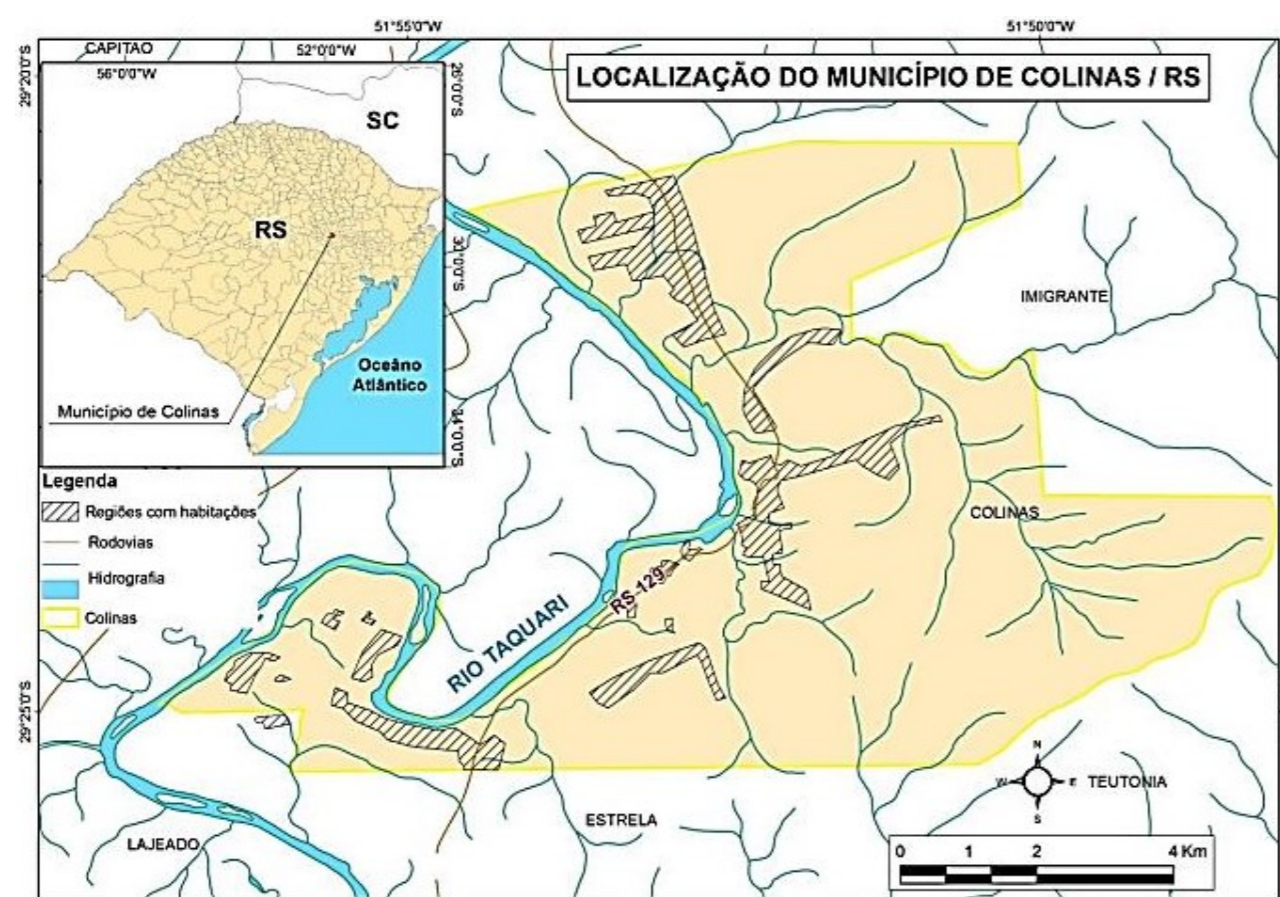 51°55'0"W
51°50'0"W
CAPITAO
52°0'0"W
56°0'0"W
29°20'0"S
26°0'0"S
LOCALIZAÇÃO DO MUNICÍPIO DE COLINAS / RS
SC
RS
30°0'0"S
IMIGRANTE
Oceâno
Atlântico
Município de Colinas
34°0'0"S
Legenda
Regiões com habitações
Rodovias
Hidrografia
Colinas
COLINAS
RS-129
RIO TAQUARI
29°25'0"S
N
W
E
S
TEUTONIA
ESTRELA
LAJEADO
0 1 2 4 Km